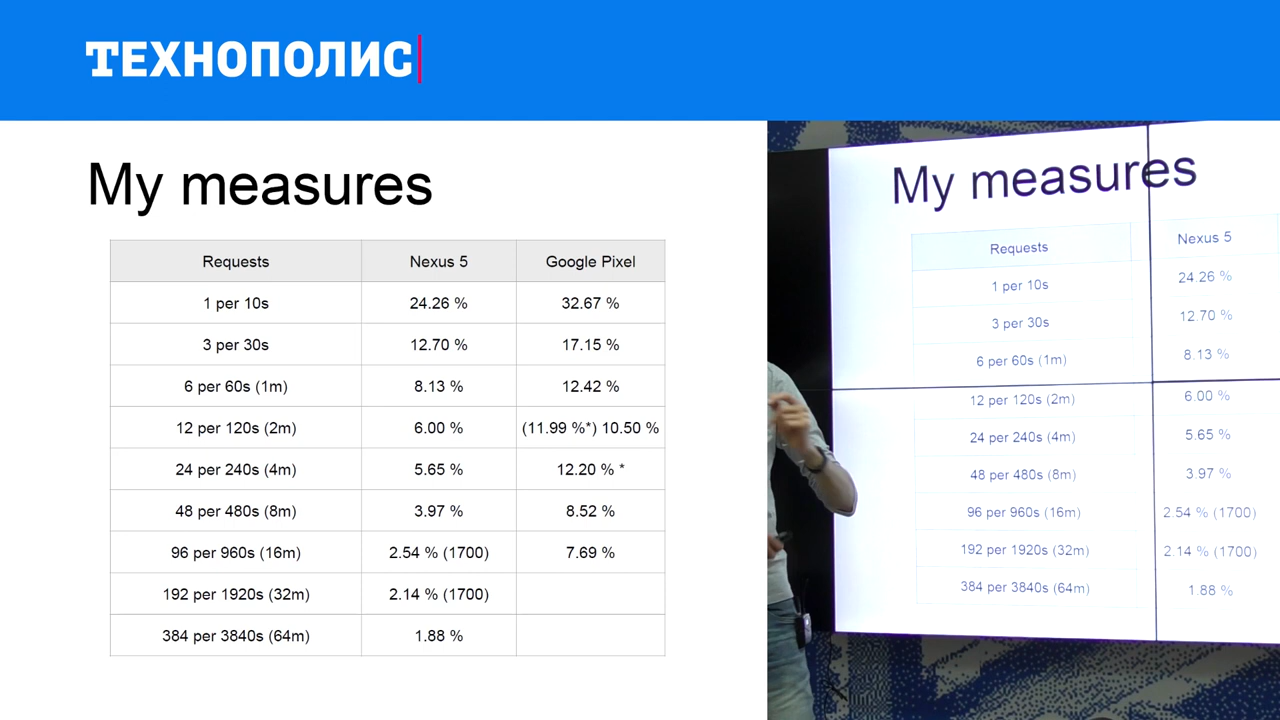 ТЕХНОПОЛИС
My measures
Requests Nexus 5 Google Pixel
1 per 10s 24.26 % 32.67 %
3 per 30s 12.70 % 17.15 %
6 per 60s (1m) 8.13 % 12.42 %
12 per 120s (2m) 6.00 % (11.99 %*) 10.50 %
24 per 240s (4m) 5.65 % 12.20 % *
48 per 480s (8m) 3.97 % 8.52 %
96 per 960s (16m) 2.54 % (1700) 7.69 %
192 per 1920s (32m) 2.14 % (1700)
384 per 3840s (64m) 1.88 %
My measures
Requests Nexus 5
1 per 10s 24.26 %
3 per 30s 12.70 %
6 per 60s (1m) 8.13 %
12 per 120s (2m) 6.00 %
24 per 240s (4m) 5.65 %
48 per 480s (8m) 3.97 %
96 per 960s (16m) 2.54 % (1700)
192 per 1920s (32m) 2.14 % (1700)
384 per 3840s (64m) 1.88 %